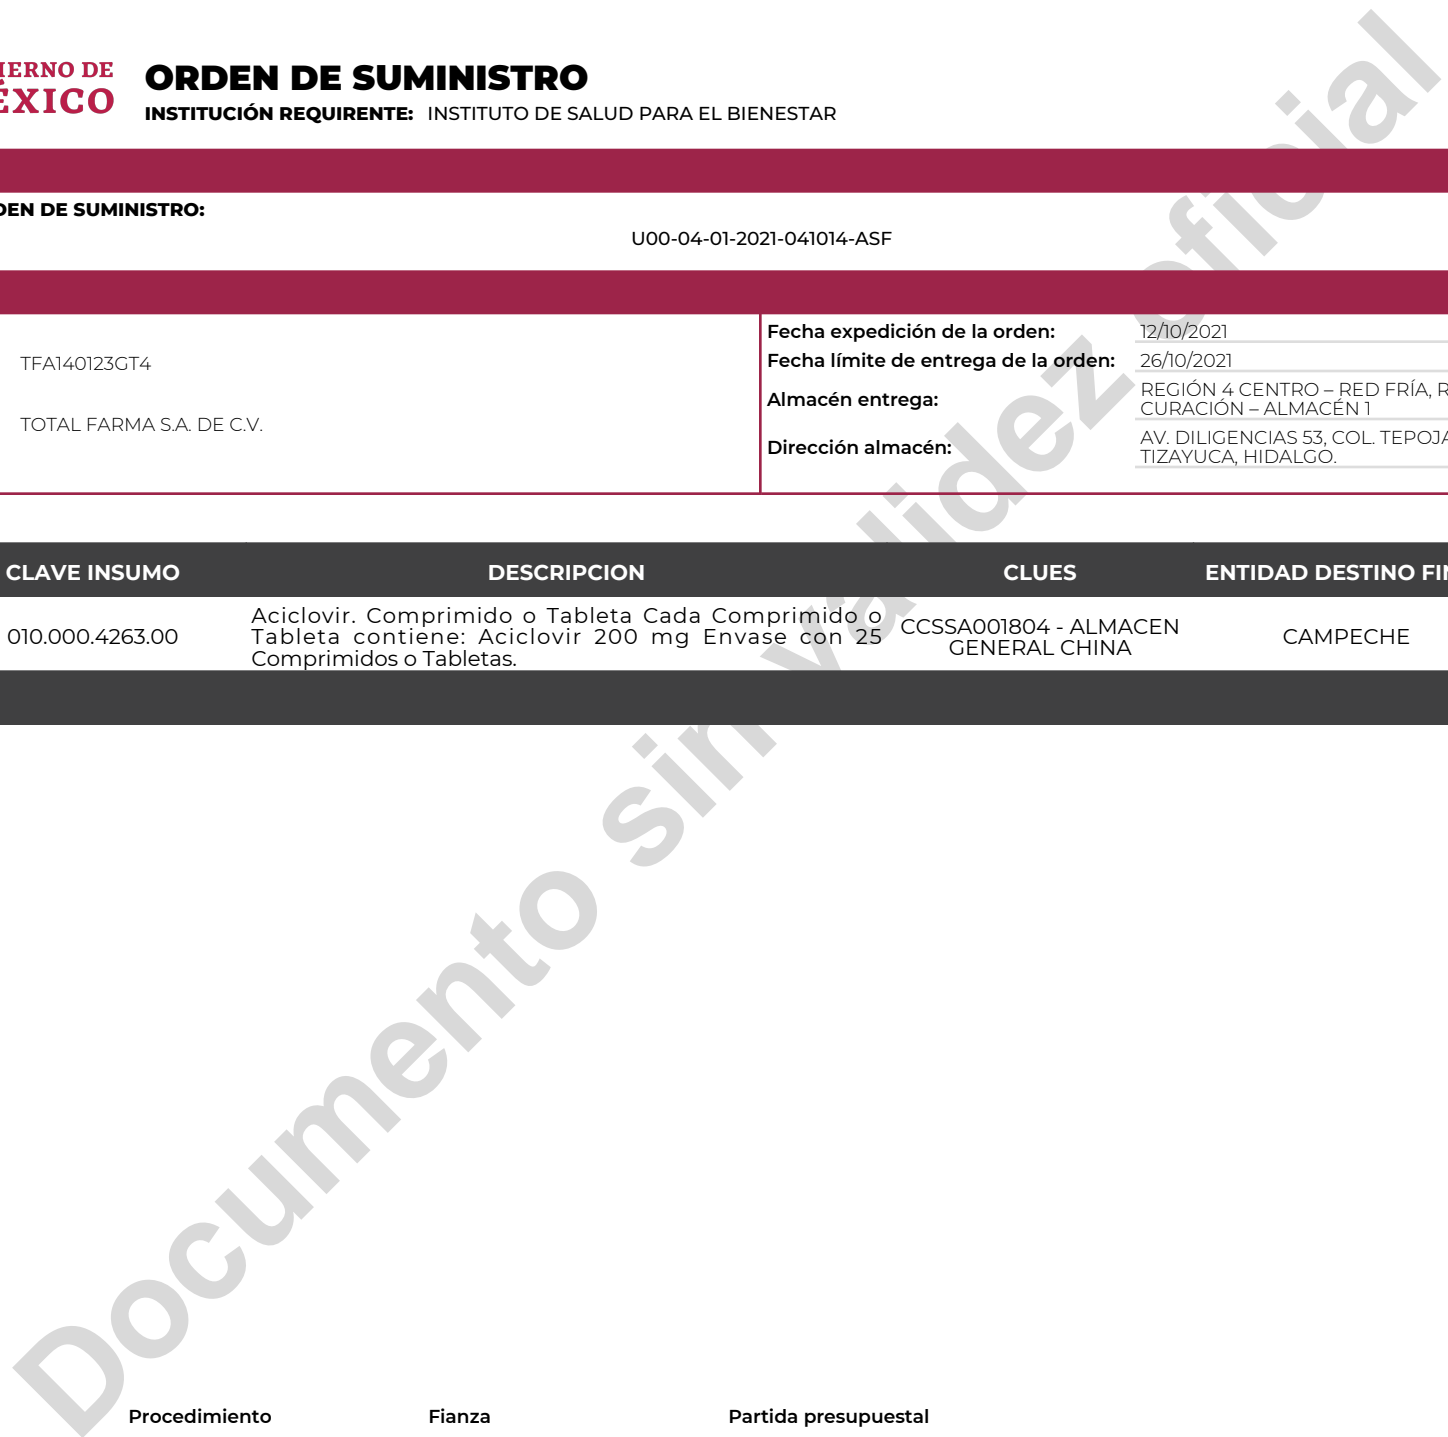 IERNO DE
ÉXICO
ORDEN DE SUMINISTRO
INSTITUCIÓN REQUIRENTE: INSTITUTO DE SALUD PARA EL BIENESTAR
DEN DE SUMINISTRO:
U00-04-01-2021-041014-ASF
TFA140123GT4
TOTAL FARMA S.A. DE C.V.
Fecha expedición de la orden: 12/10/2021
Fecha límite de entrega de la orden: 26/10/2021
Almacén entrega: REGIÓN 4 CENTRO – RED FRÍA, R
CURACIÓN – ALMACÉN 1
Dirección almacén: AV. DILIGENCIAS 53, COL. TEPOJA
TIZAYUCA, HIDALGO.
CLAVE INSUMO DESCRIPCION CLUES ENTIDAD DESTINO FIN
010.000.4263.00
Aciclovir. Comprimido o Tableta Cada Comprimido o
Tableta contiene: Aciclovir 200 mg Envase con 25
Comprimidos o Tabletas.
CCSSA001804 - ALMACEN
GENERAL CHINA
CAMPECHE
Documento sin validez oficial
Procedimiento Fianza Partida presupuestal